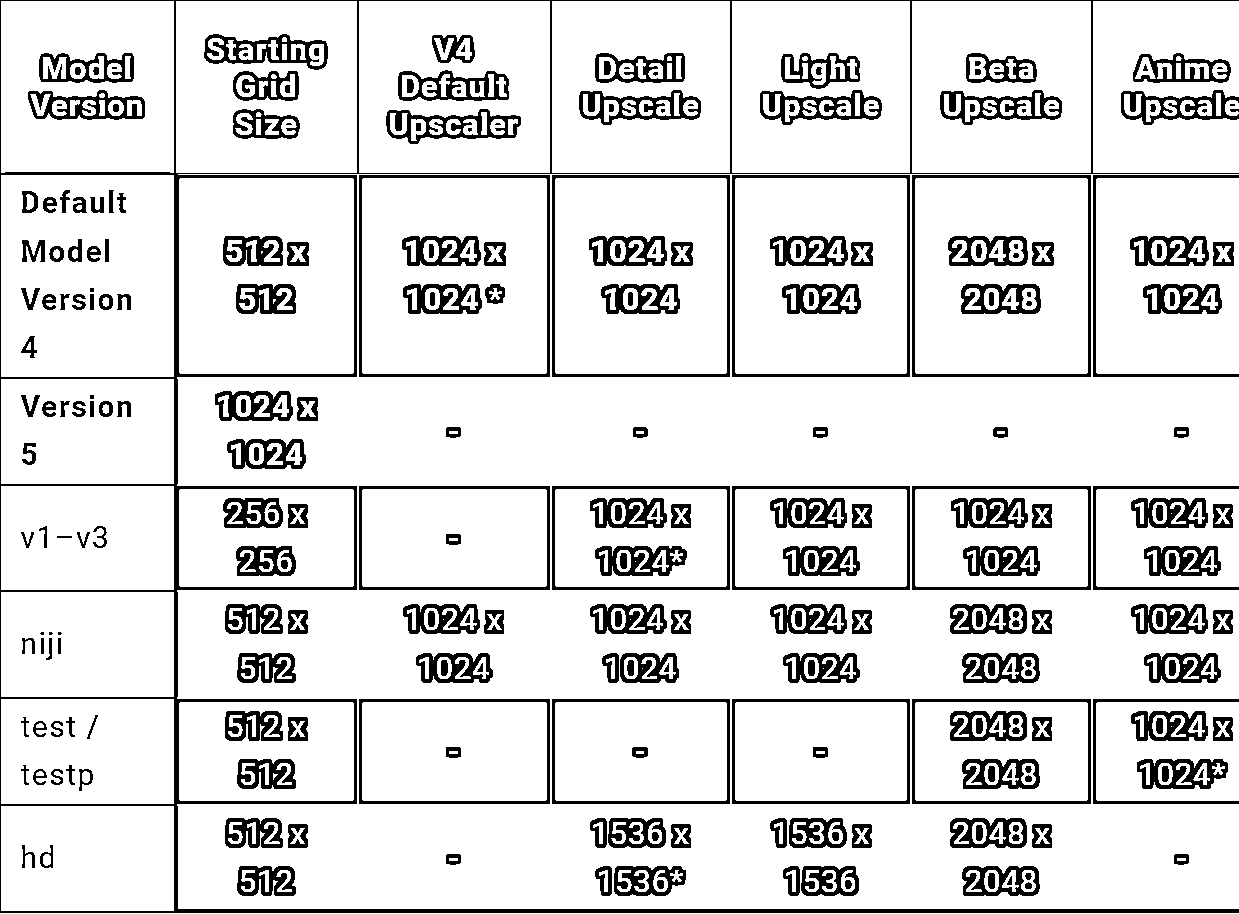 Model Version
Starting Grid Size
V4 Default Upscaler
Detail Upscale
Light Upscale
Beta Upscale
Anime Upscale
Default Model Version 4
512 x 512
1024 x 1024 *
1024 x 1024
1024 x 1024
2048 x 2048
1024 x 1024
Version 5
1024 x 1024
-
-
-
-
-
v1–v3
256 x 256
-
1024 x 1024*
1024 x 1024
1024 x 1024
1024 x 1024
niji
512 x 512
1024 x 1024
1024 x 1024
1024 x 1024
2048 x 2048
1024 x 1024
test / testp
512 x 512
-
-
-
2048 x 2048
1024 x 1024*
hd
512 x 512
-
1536 x 1536*
1536 x 1536
2048 x 2048
-